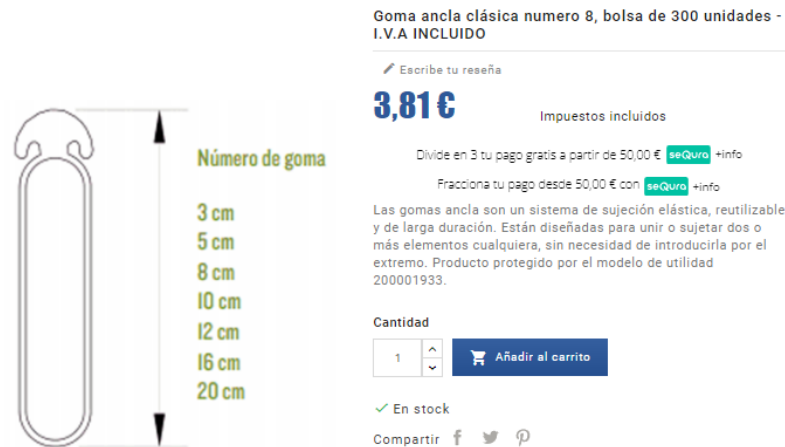 Goma ancla clásica numero 8, bolsa de 300 unidades -
I.V.A INCLUIDO
Escribe tu reseña
3,81 €
Impuestos incluidos
Divide en 3 tu pago gratis a partir de 50,00 € seQura +info
Fracciona tu pago desde 50,00 € con seQura +info
Las gomas ancla son un sistema de sujeción elástica, reutilizable
y de larga duración. Están diseñadas para unir o sujetar dos o
más elementos cualquiera, sin necesidad de introducirla por el
extremo. Producto protegido por el modelo de utilidad
200001933.
Cantidad
1
Añadir al carrito
En stock
Compartir
Número de goma
3 cm
5 cm
8 cm
10 cm
12 cm
16 cm
20 cm